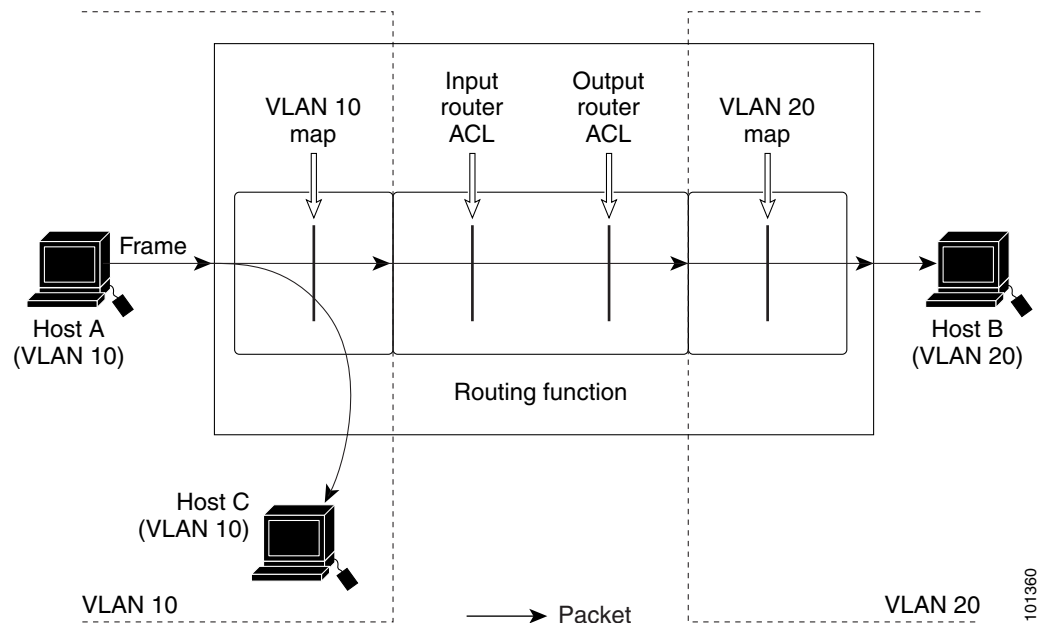 VLAN 10
map
Input
router
ACL
Output
router
ACL
VLAN 20
map
Frame
Host A
(VLAN 10)
Host B
(VLAN 20)
Routing function
Host C
(VLAN 10)
VLAN 10
Packet
VLAN 20
101360